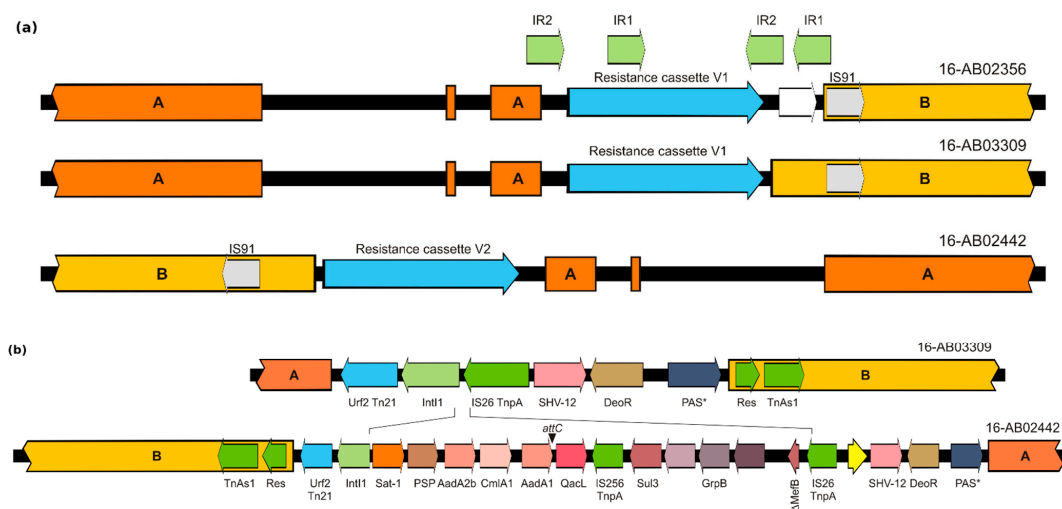 (a)
IR2 IR1 IR2 IR1
16-AB02356
Resistance cassette V1
IS91
A A B
16-AB03309
Resistance cassette V1
A A B
16-AB02442
IS91
Resistance cassette V2
B A A
(b)
16-AB03309
A B
Urf2 Tn21 IntI1 IS26 TnpA SHV-12 DeoR PAS* Res TnAs1
attC
16-AB02442
B A
TnAs1 Res Urf2 IntI1 Sat-1 PSP AadA2b CmlA1 AadA1 QacL IS256 Sul3 GrpB ΔMefB IS26 SHV-12 DeoR PAS*
Tn21 TnpA TnpA